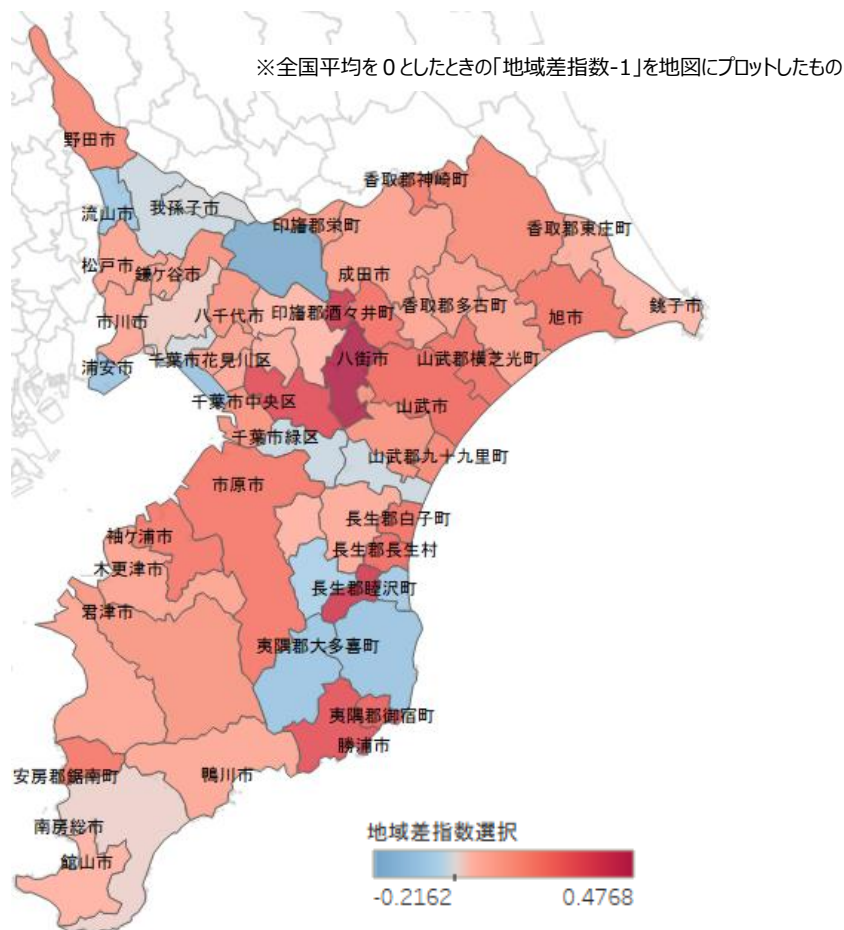 ※全国平均を0としたときの「地域差指数-1」を地図にプロットしたもの
野田市
香取郡神崎町
流山市
我孫子市
印旛郡栄町
香取郡東庄町
松戸市
鎌ケ谷市
成田市
市川市
八千代市
印旛郡酒々井町
香取郡多古町
旭市
銚子市
浦安市
千葉市花見川区
八街市
山武郡横芝光町
千葉市中央区
山武市
千葉市緑区
山武郡九十九里町
市原市
長生郡白子町
袖ケ浦市
長生郡長生村
木更津市
長生郡睦沢町
君津市
夷隅郡大多喜町
夷隅郡御宿町
勝浦市
安房郡鋸南町
鴨川市
南房総市
館山市
地域差指数選択
-0.2162
0.4768